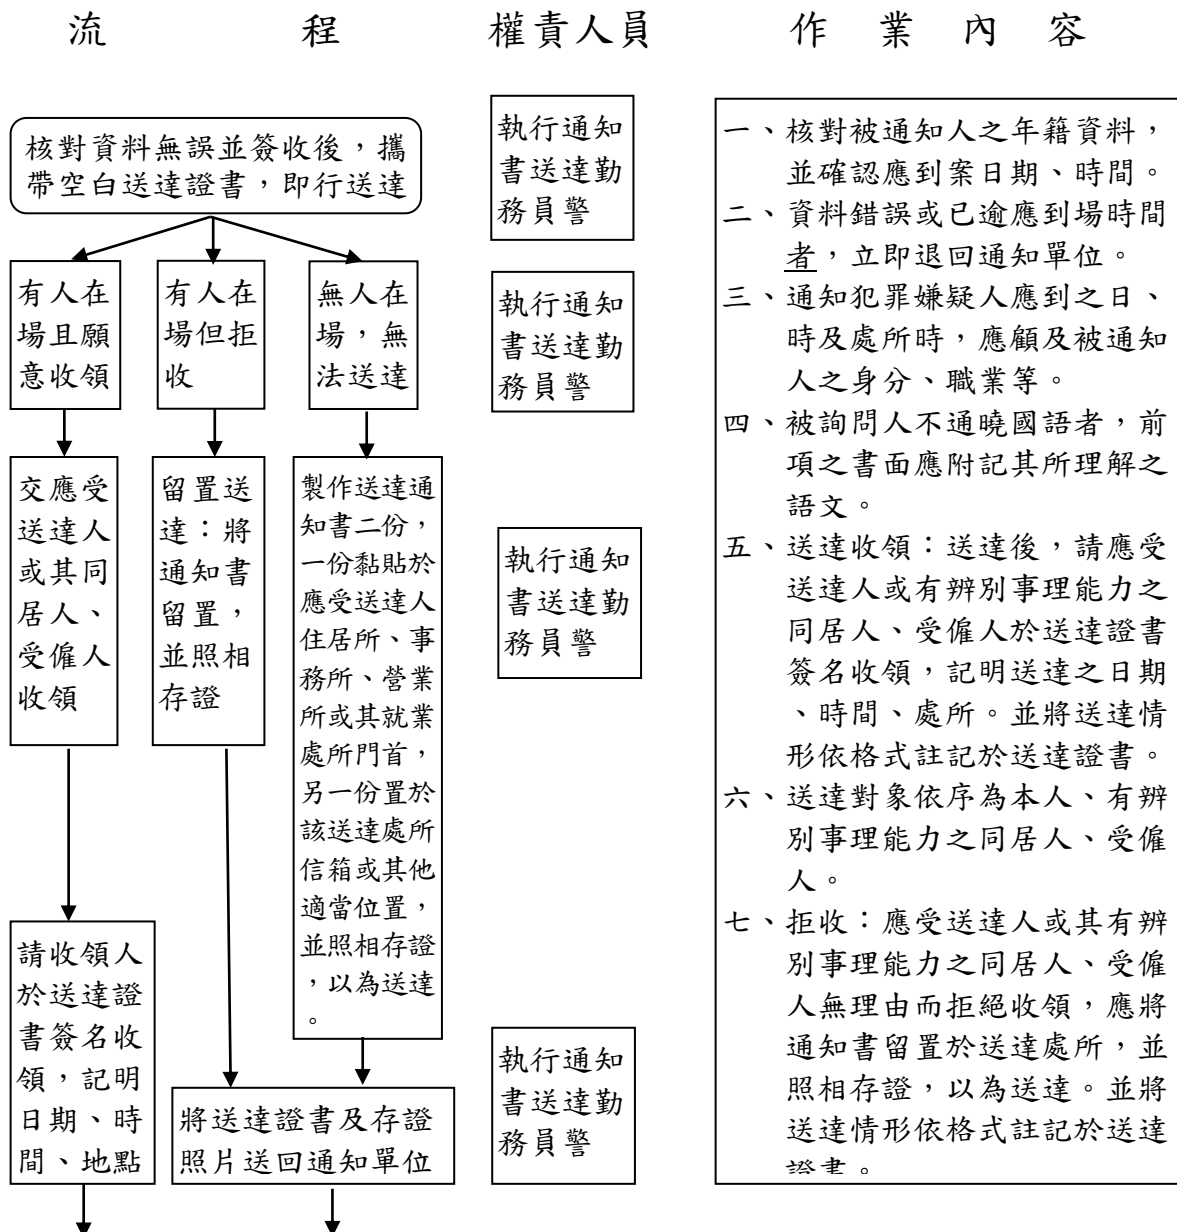 流程 權責人員 作業內容
核對資料無誤並簽收後，攜
帶空白送達證書，即行送達
有人在
場且願
意收領
有人在
場但拒
收
無人在
場，無
法送達
交應受
送達人
或其同
居人、
受僱人
收領
留置送
達：將
通知書
留置，
並照相
存證
製作送達通
知書二份，
一份黏貼於
應受送達人
住居所、事
務所、營業
所或其就業
處所門首，
另一份置於
該送達處所
信箱或其他
適當位置，
並照相存證
，以為送達
。
請收領人
於送達證
書簽名收
領，記明
日期、時
間、地點
將送達證書及存證
照片送回通知單位
執行通知
書送達勤
務員警
執行通知
書送達勤
務員警
執行通知
書送達勤
務員警
執行通知
書送達勤
務員警
一、核對被通知人之年籍資料，
並確認應到案日期、時間。
二、資料錯誤或已逾應到場時間
者，立即退回通知單位。
三、通知犯罪嫌疑人應到之日、
時及處所時，應顧及被通知
人之身分、職業等。
四、被詢問人不通曉國語者，前
項之書面應附記其所理解之
語文。
五、送達收領：送達後，請應受
送達人或有辨別事理能力之
同居人、受僱人於送達證書
簽名收領，記明送達之日期
、時間、處所。並將送達情
形依格式註記於送達證書。
六、送達對象依序為本人、有辨
別事理能力之同居人、受僱
人。
七、拒收：應受送達人或其有辨
別事理能力之同居人、受僱
人無理由而拒絕收領，應將
通知書留置於送達處所，並
照相存證，以為送達。並將
送達情形依格式註記於送達
證書。